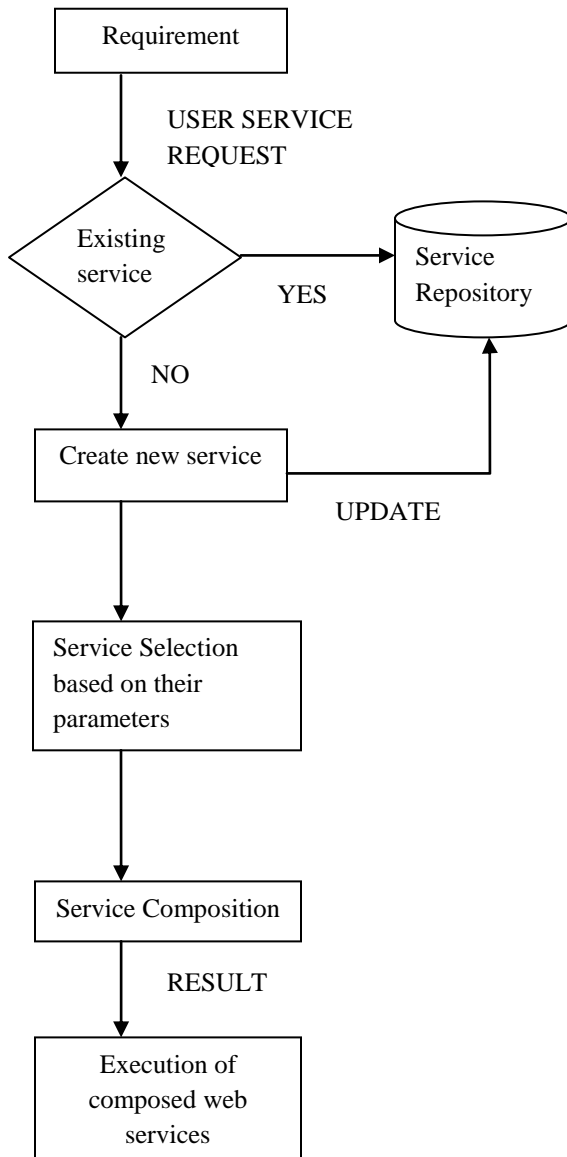 Requirement
USER SERVICE
REQUEST
Existing
service
YES
Service
Repository
NO
Create new service
UPDATE
Service Selection
based on their
parameters
Service Composition
RESULT
Execution of
composed web
services